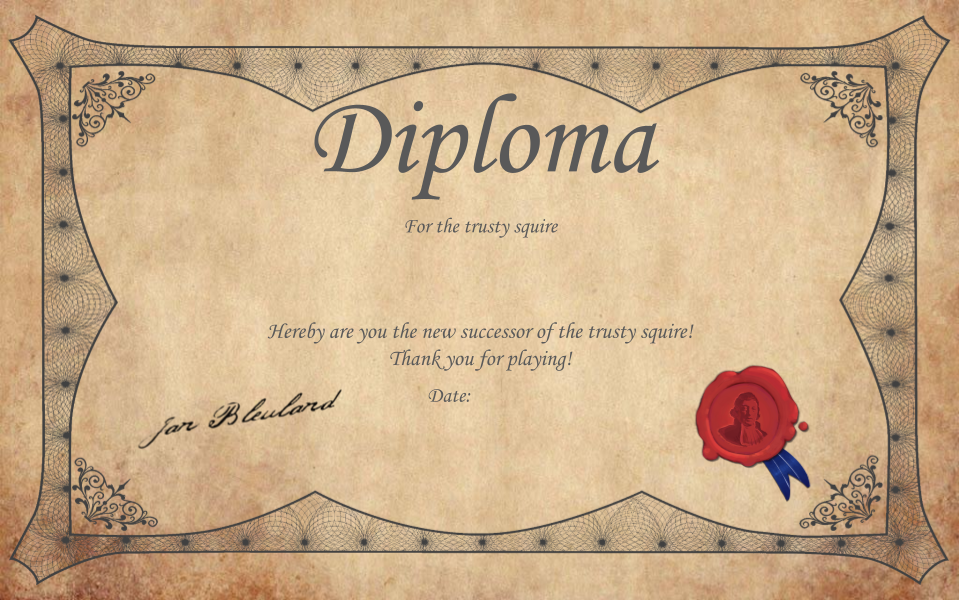 Diploma
For the trusty squire
Hereby are you the new successor of the trusty squire!
Thank you for playing!
Date:
Jan Bleuland